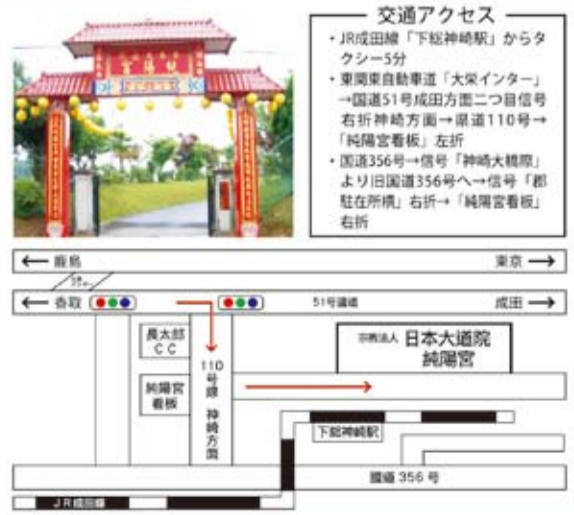 純陽宮
交通アクセス
・JR成田線「下総神崎駅」からタ
クシー5分
・東関東自動車道「大栄インター」
→国道51号成田方面二つ目信号
右折神崎方面→県道110号→
「純陽宮看板」左折
・国道356号→信号「神崎大橋際」
より旧国道356号へ→信号「郡
駐在所横」右折→「純陽宮看板」
右折
← 鹿島
東京 →
← 香取
51号線
成田 →
長太郎
CC
純陽宮
看板
110号線 神崎方面
宗教法人 日本大道院
純陽宮
下総神崎駅
國道 356 号
JR成田線